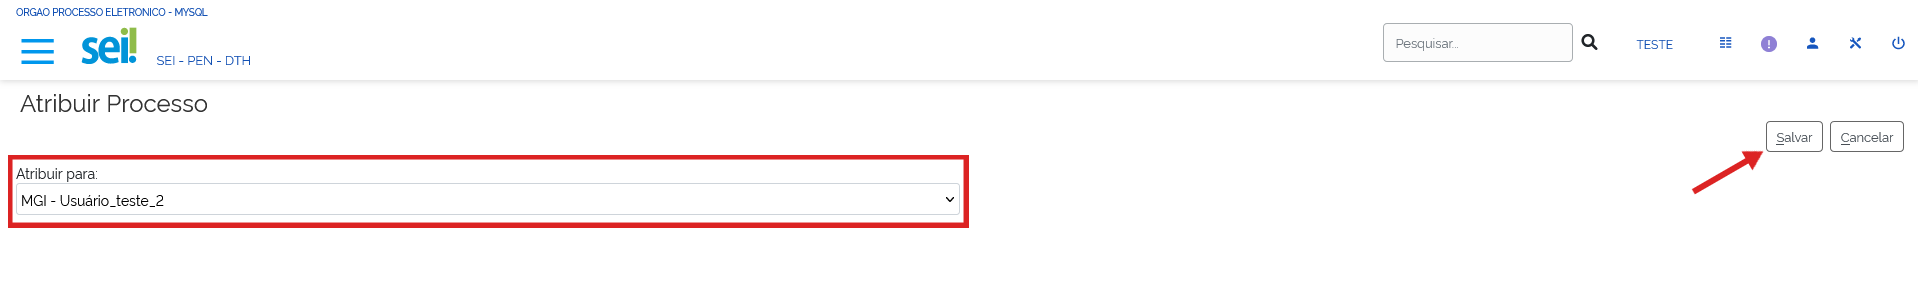 ORGAO PROCESSO ELETRONICO - MYSQL
sei!
SEI - PEN - DTH
Pesquisar...
TESTE
Atribuir Processo
Salvar
Cancelar
Atribuir para:
MGI - Usuário_teste_2